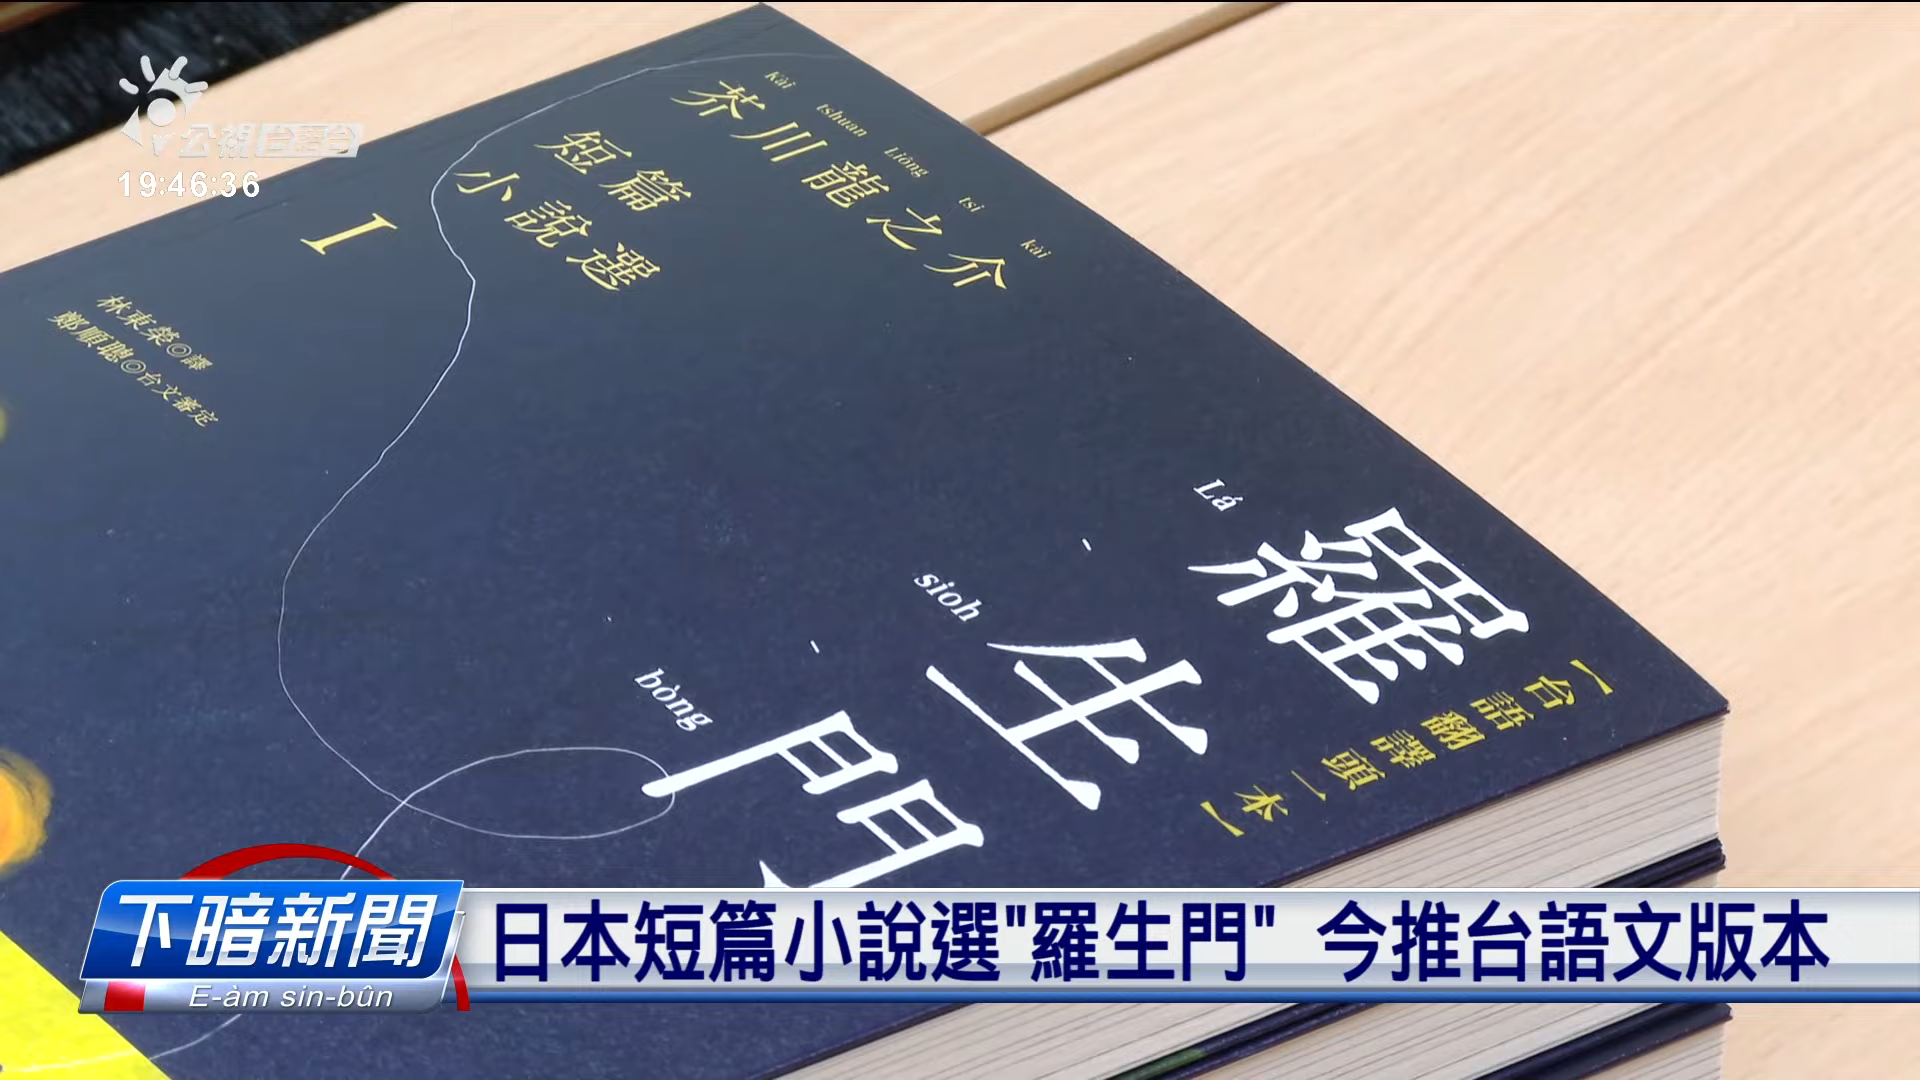 公視台語台
19:46:36
Kài tshuan Liông tsi kài
芥川龍之介
短篇
小說選
I
林東榮◎譯
鄭順聰◎台文審定
Lá - sioh - bòng
羅生門
【台語翻譯頭一本】
下暗新聞
E-àm sin-bûn
日本短篇小說選"羅生門" 今推台語文版本